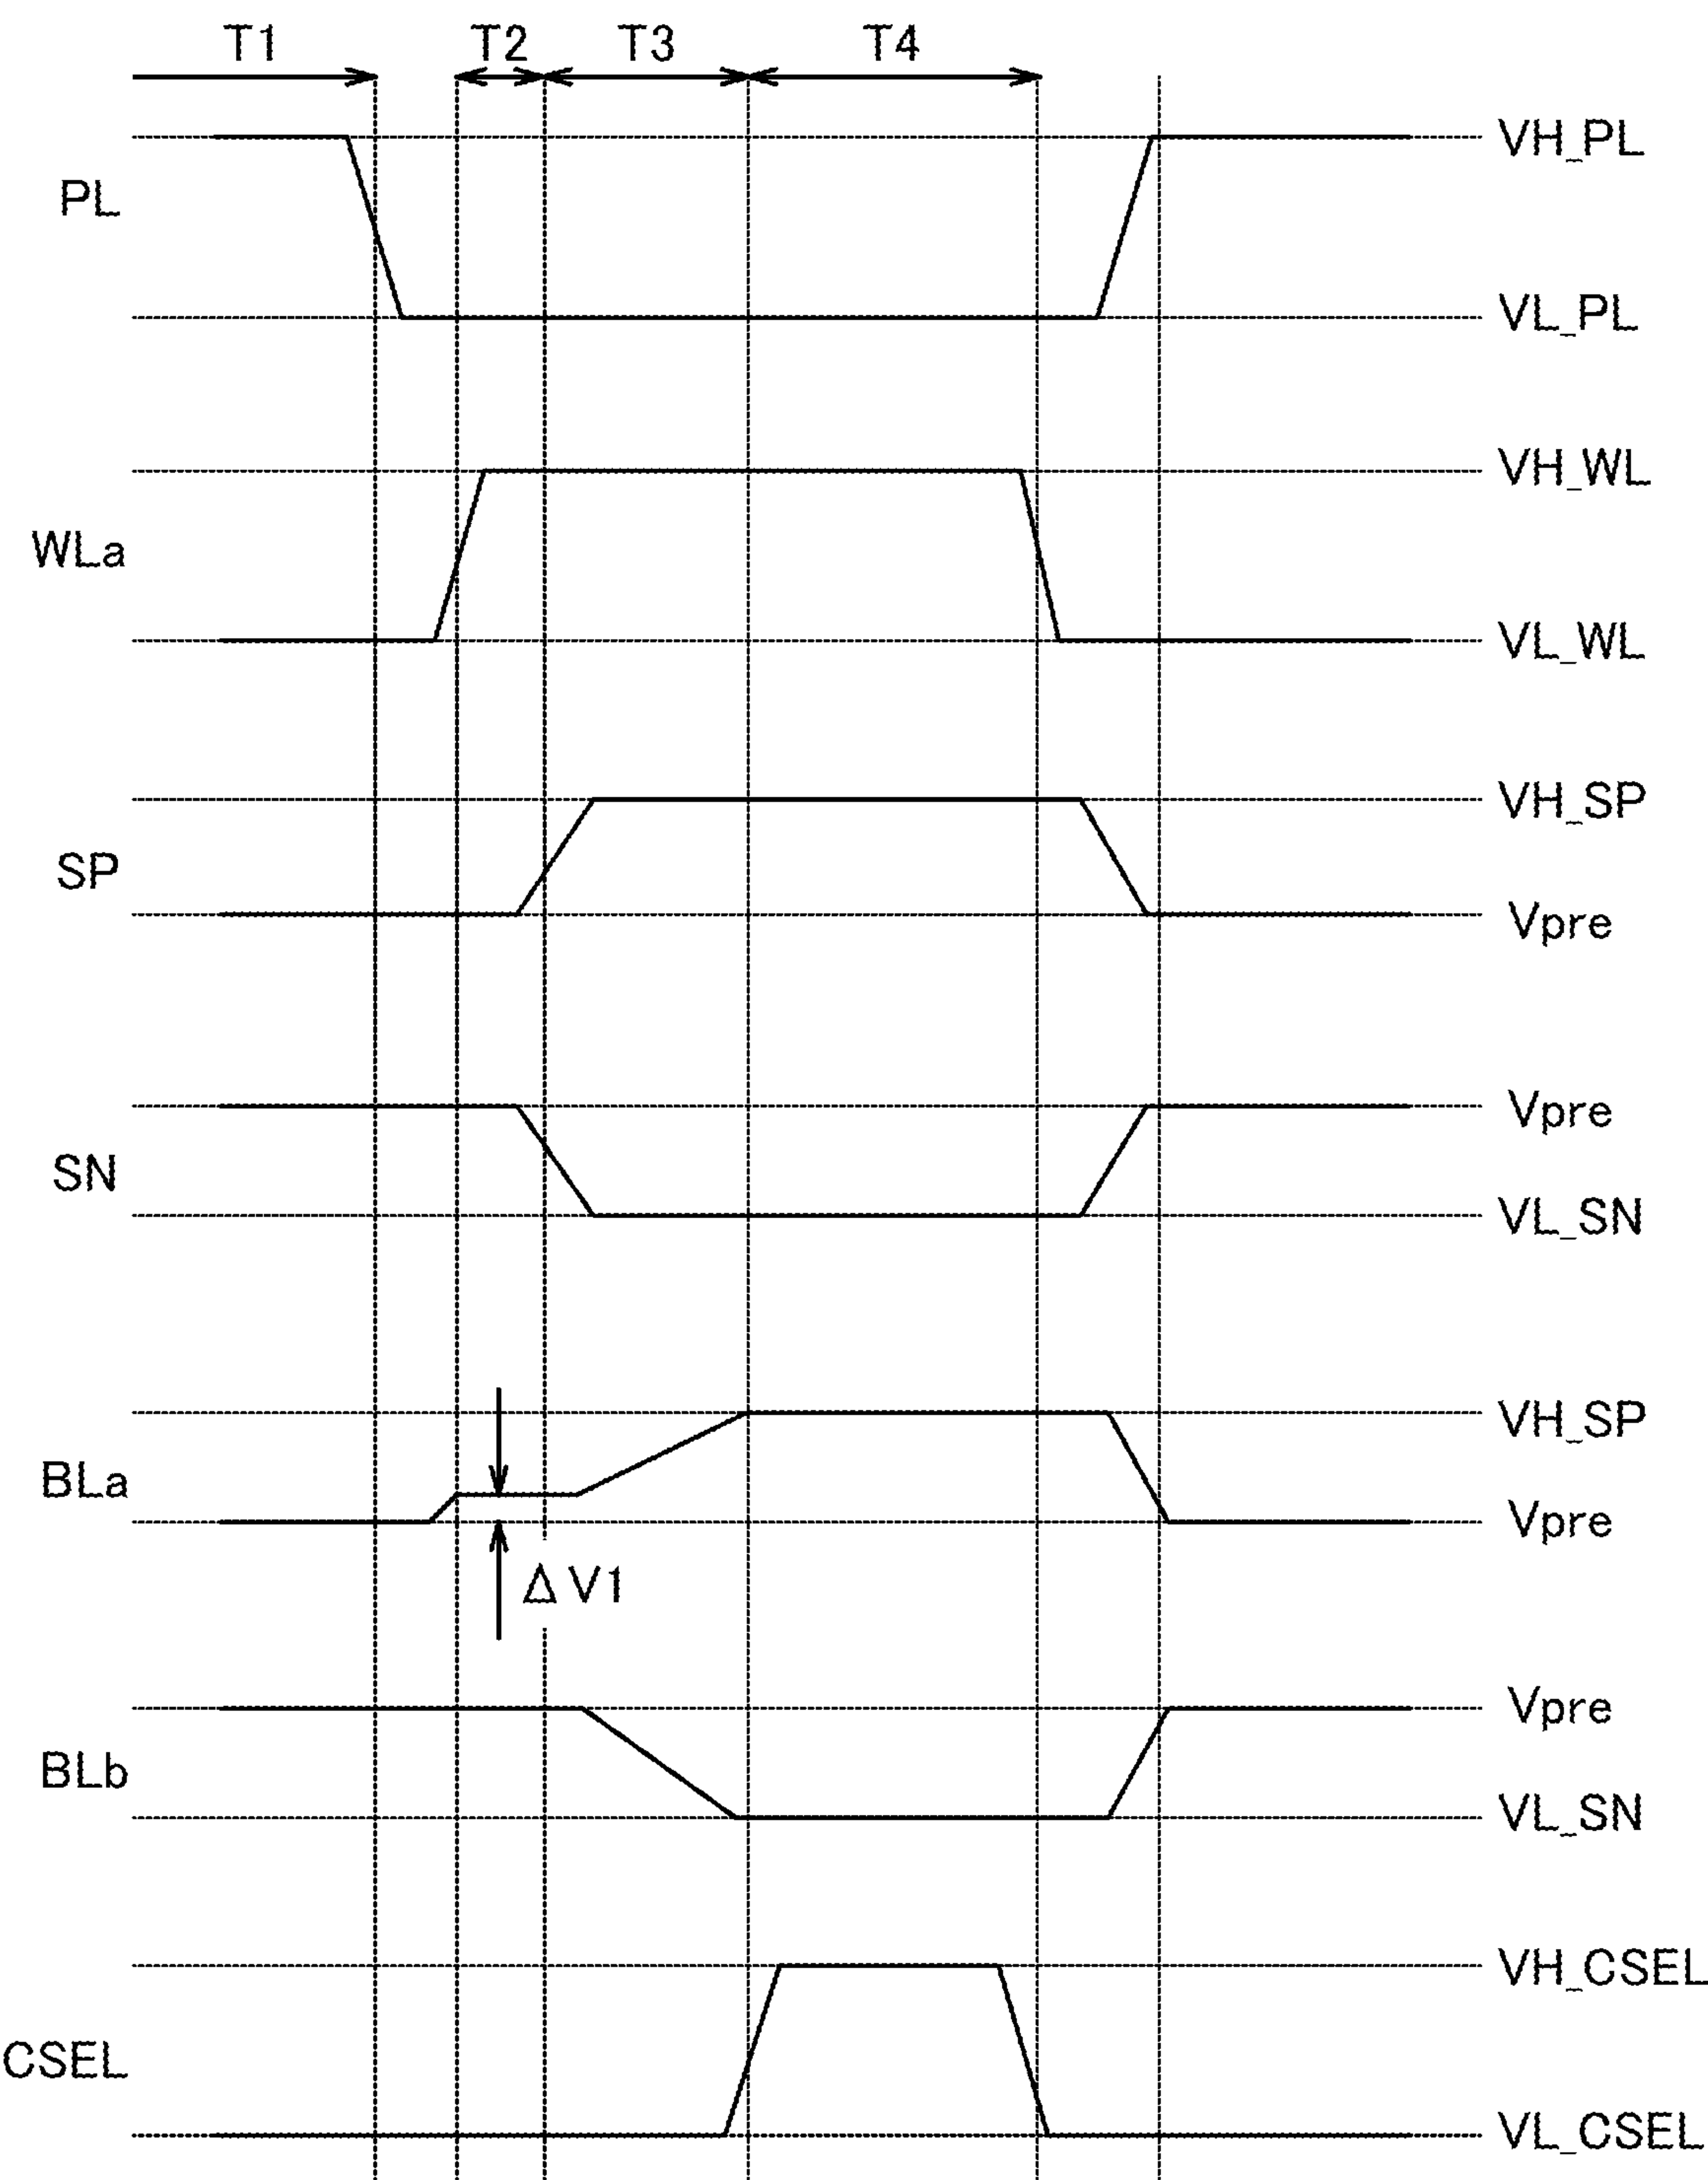 T1 T2 T3 T4
VH_PL
PL
VL_PL
VH_WL
WLa
VL_WL
VH_SP
SP
Vpre
Vpre
SN
VL_SN
VH_SP
BLa
Vpre
ΔV1
Vpre
BLb
VL_SN
VH_CSEL
CSEL
VL_CSEL